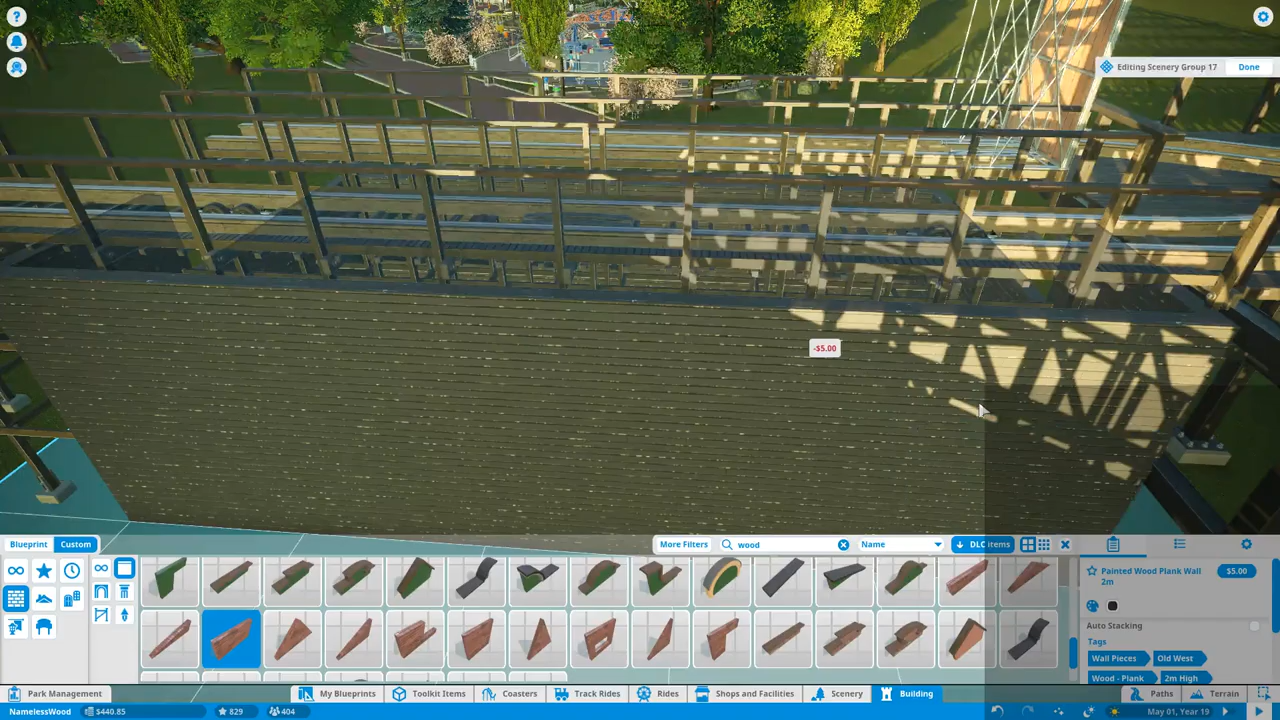 ?
Editing Scenery Group 17 Done
-$5.00
Blueprint Custom
More Filters wood Name DLC items
Painted Wood Plank Wall 2m $5.00
Auto Stacking
Tags
Wall Pieces Old West
Wood - Plank 2m High
Park Management My Blueprints Toolkit Items Coasters Track Rides Rides Shops and Facilities Scenery Building Paths Terrain
NamelessWood $440.85 829 404 May 01, Year 19